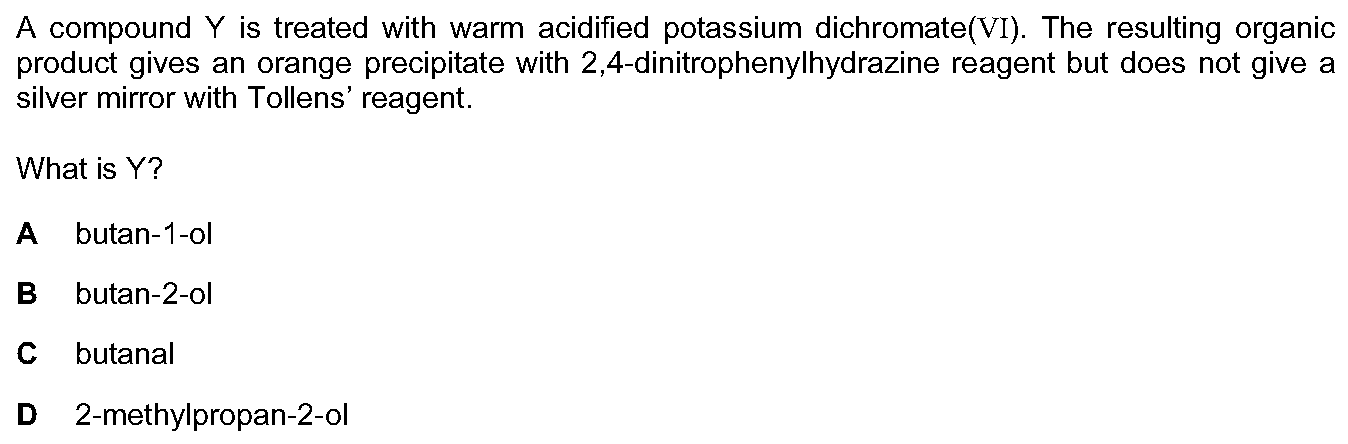 A compound Y is treated with warm acidified potassium dichromate(VI). The resulting organic
product gives an orange precipitate with 2,4-dinitrophenylhydrazine reagent but does not give a
silver mirror with Tollens’ reagent.
What is Y?
A butan-1-ol
B butan-2-ol
C butanal
D 2-methylpropan-2-ol